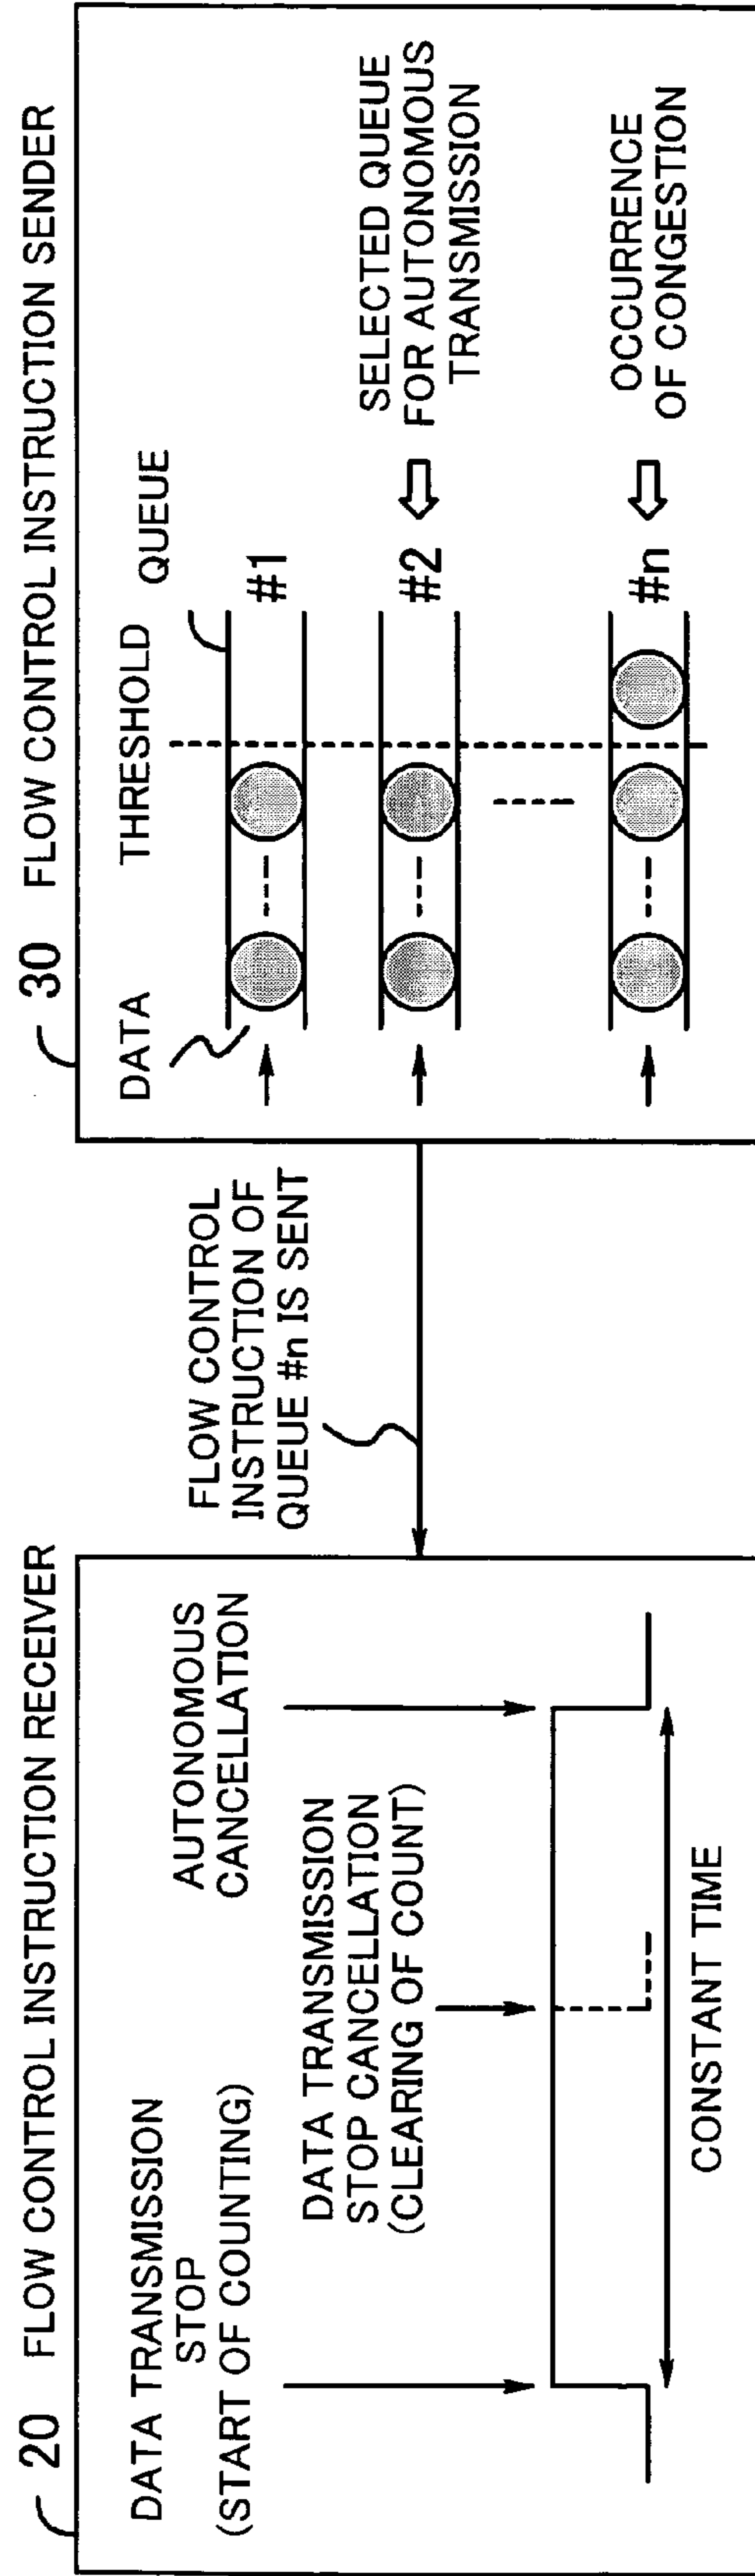 20 FLOW CONTROL INSTRUCTION RECEIVER
DATA TRANSMISSION
STOP
(START OF COUNTING)
AUTONOMOUS
CANCELLATION
DATA TRANSMISSION
STOP CANCELLATION
(CLEARING OF COUNT)
CONSTANT TIME
FLOW CONTROL
INSTRUCTION OF
QUEUE #n IS SENT
30 FLOW CONTROL INSTRUCTION SENDER
DATA
THRESHOLD
QUEUE
#1
#2
SELECTED QUEUE
FOR AUTONOMOUS
TRANSMISSION
#n
OCCURRENCE
OF CONGESTION